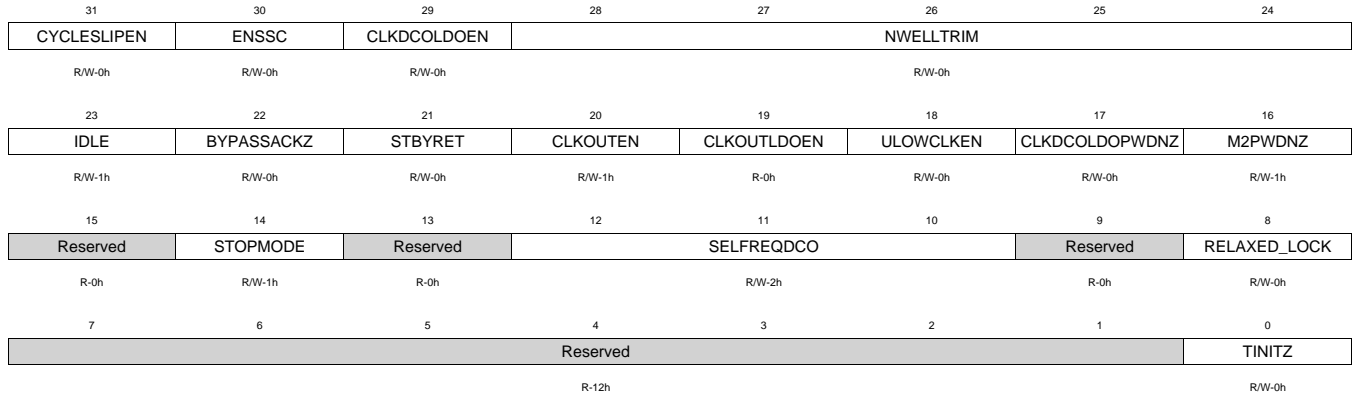 31 30 29 28 27 26 25 24
CYCLESLIPEN ENSSC CLKDCOLDOEN NWELLTRIM
R/W-0h R/W-0h R/W-0h R/W-0h
23 22 21 20 19 18 17 16
IDLE BYPASSACKZ STBYRET CLKOUTEN CLKOUTLDOEN ULOWCLKEN CLKDCOLDOPWDNZ M2PWDNZ
R/W-1h R/W-0h R/W-0h R/W-1h R-0h R/W-0h R/W-0h R/W-1h
15 14 13 12 11 10 9 8
Reserved STOPMODE Reserved SELFREQDCO Reserved RELAXED_LOCK
R-0h R/W-1h R-0h R/W-2h R-0h R/W-0h
7 6 5 4 3 2 1 0
Reserved TINITZ
R-12h R/W-0h